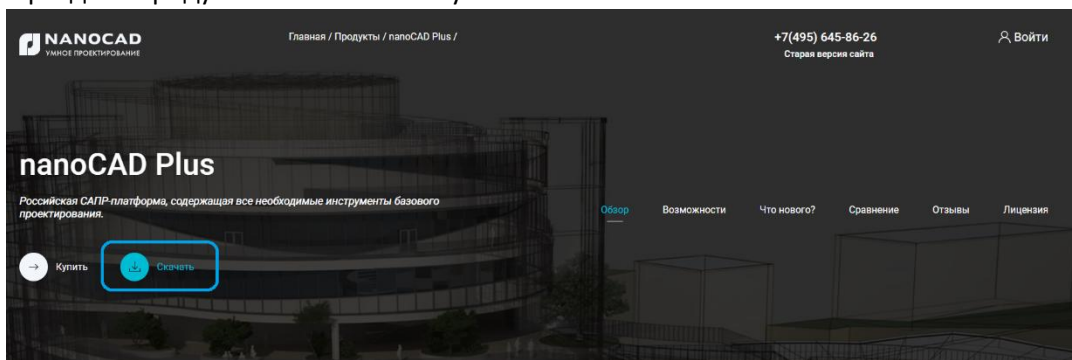 NANOCAD
УМНОЕ ПРОЕКТИРОВАНИЕ
Главная / Продукты / nanoCAD Plus /
+7(495) 645-86-26
Старая версия сайта
Войти
nanoCAD Plus
Российская САПР-платформа, содержащая все необходимые инструменты базового
проектирования.
Обзор Возможности Что нового? Сравнение Отзывы Лицензия
Купить Скачать